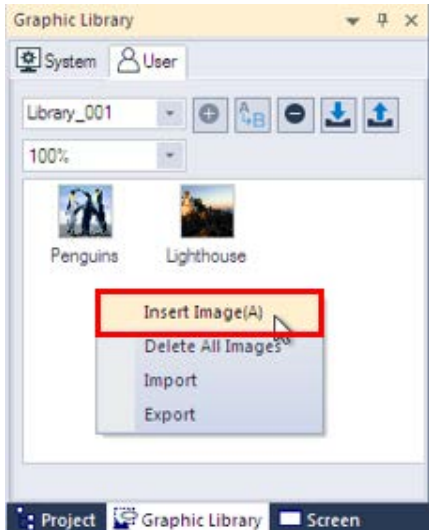 Graphic Library
System User
Library_001
A B
100%
Penguins Lighthouse
Insert Image(A)
Delete All Images
Import
Export
Project Graphic Library Screen